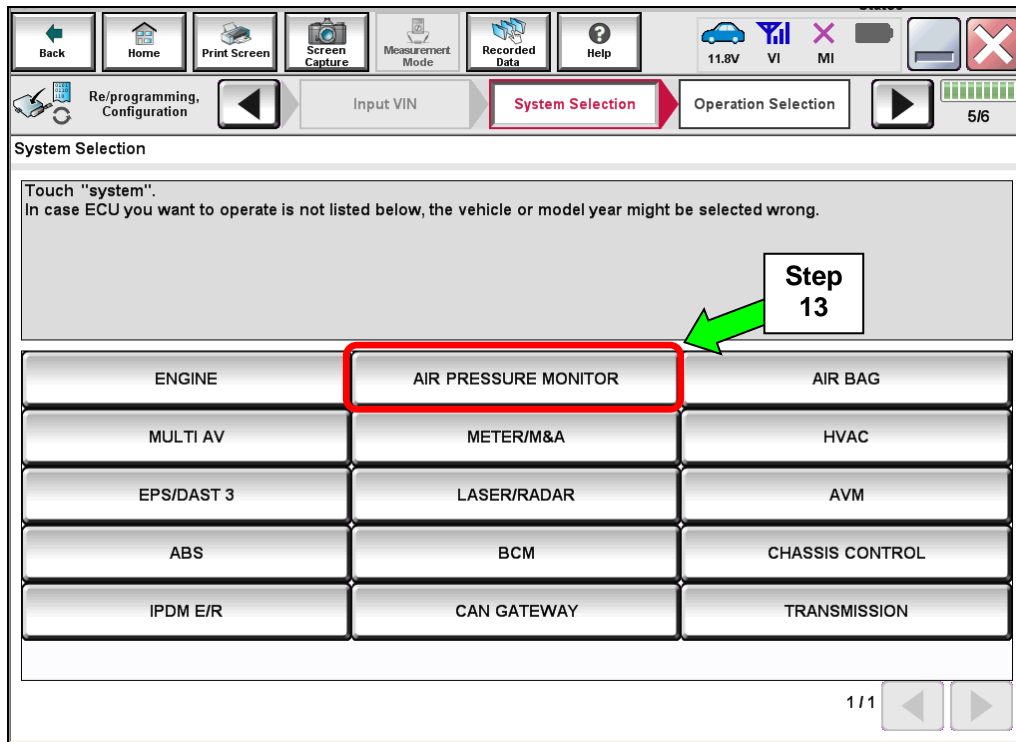 Status
Back
Home
Print Screen
Screen Capture
Measurement Mode
Recorded Data
Help
11.8V
VI
MI
Re/programming, Configuration
Input VIN
System Selection
Operation Selection
5/6
System Selection
Touch "system".
In case ECU you want to operate is not listed below, the vehicle or model year might be selected wrong.
Step
13
ENGINE
AIR PRESSURE MONITOR
AIR BAG
MULTI AV
METER/M&A
HVAC
EPS/DAST 3
LASER/RADAR
AVM
ABS
BCM
CHASSIS CONTROL
IPDM E/R
CAN GATEWAY
TRANSMISSION
1/1